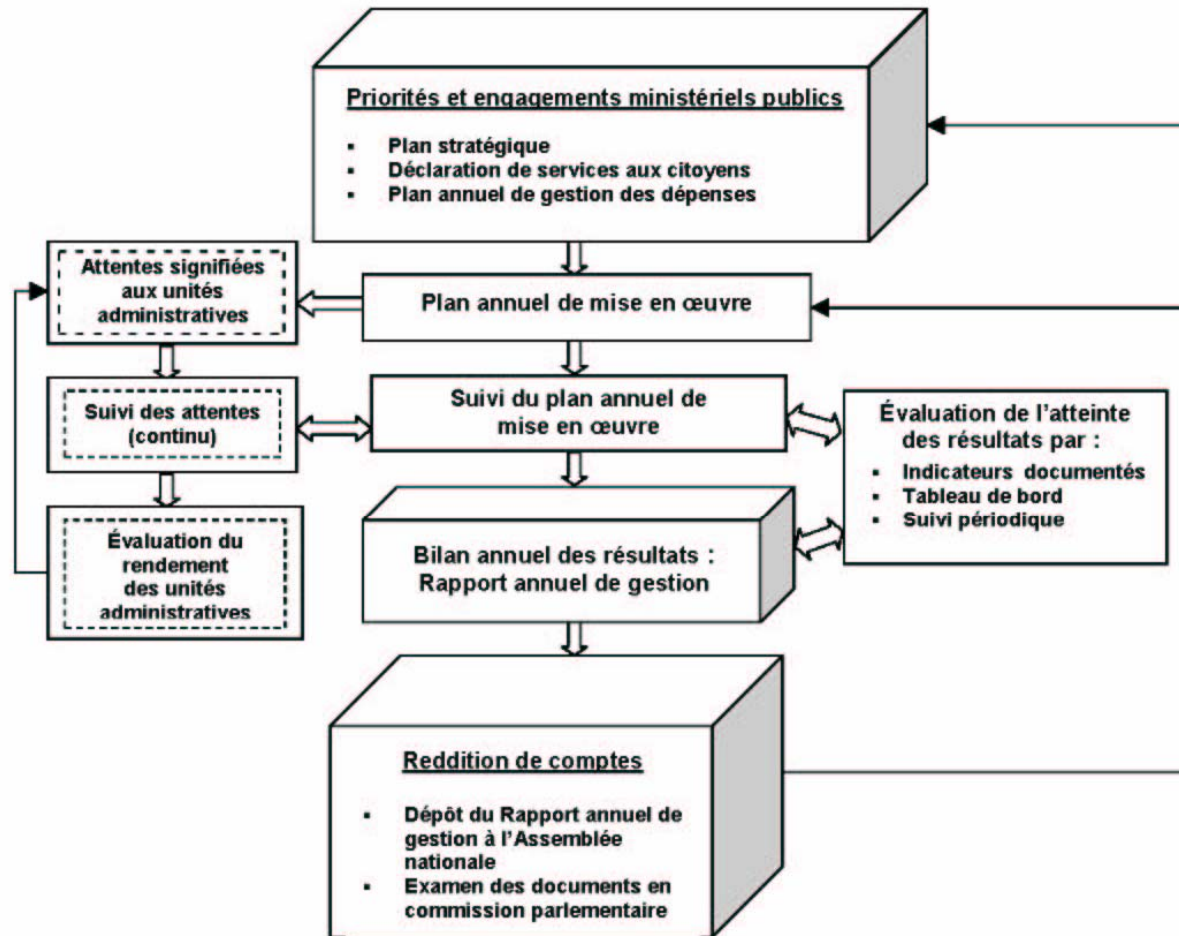 Priorités et engagements ministériels publics
▪ Plan stratégique
▪ Déclaration de services aux citoyens
▪ Plan annuel de gestion des dépenses
Attentes signifiées
aux unités
administratives
Plan annuel de mise en œuvre
Suivi des attentes
(continu)
Suivi du plan annuel de
mise en œuvre
Évaluation de l'atteinte
des résultats par :
▪ Indicateurs documentés
▪ Tableau de bord
▪ Suivi périodique
Évaluation du
rendement
des unités
administratives
Bilan annuel des résultats :
Rapport annuel de gestion
Reddition de comptes
▪ Dépôt du Rapport annuel de
gestion à l'Assemblée
nationale
▪ Examen des documents en
commission parlementaire